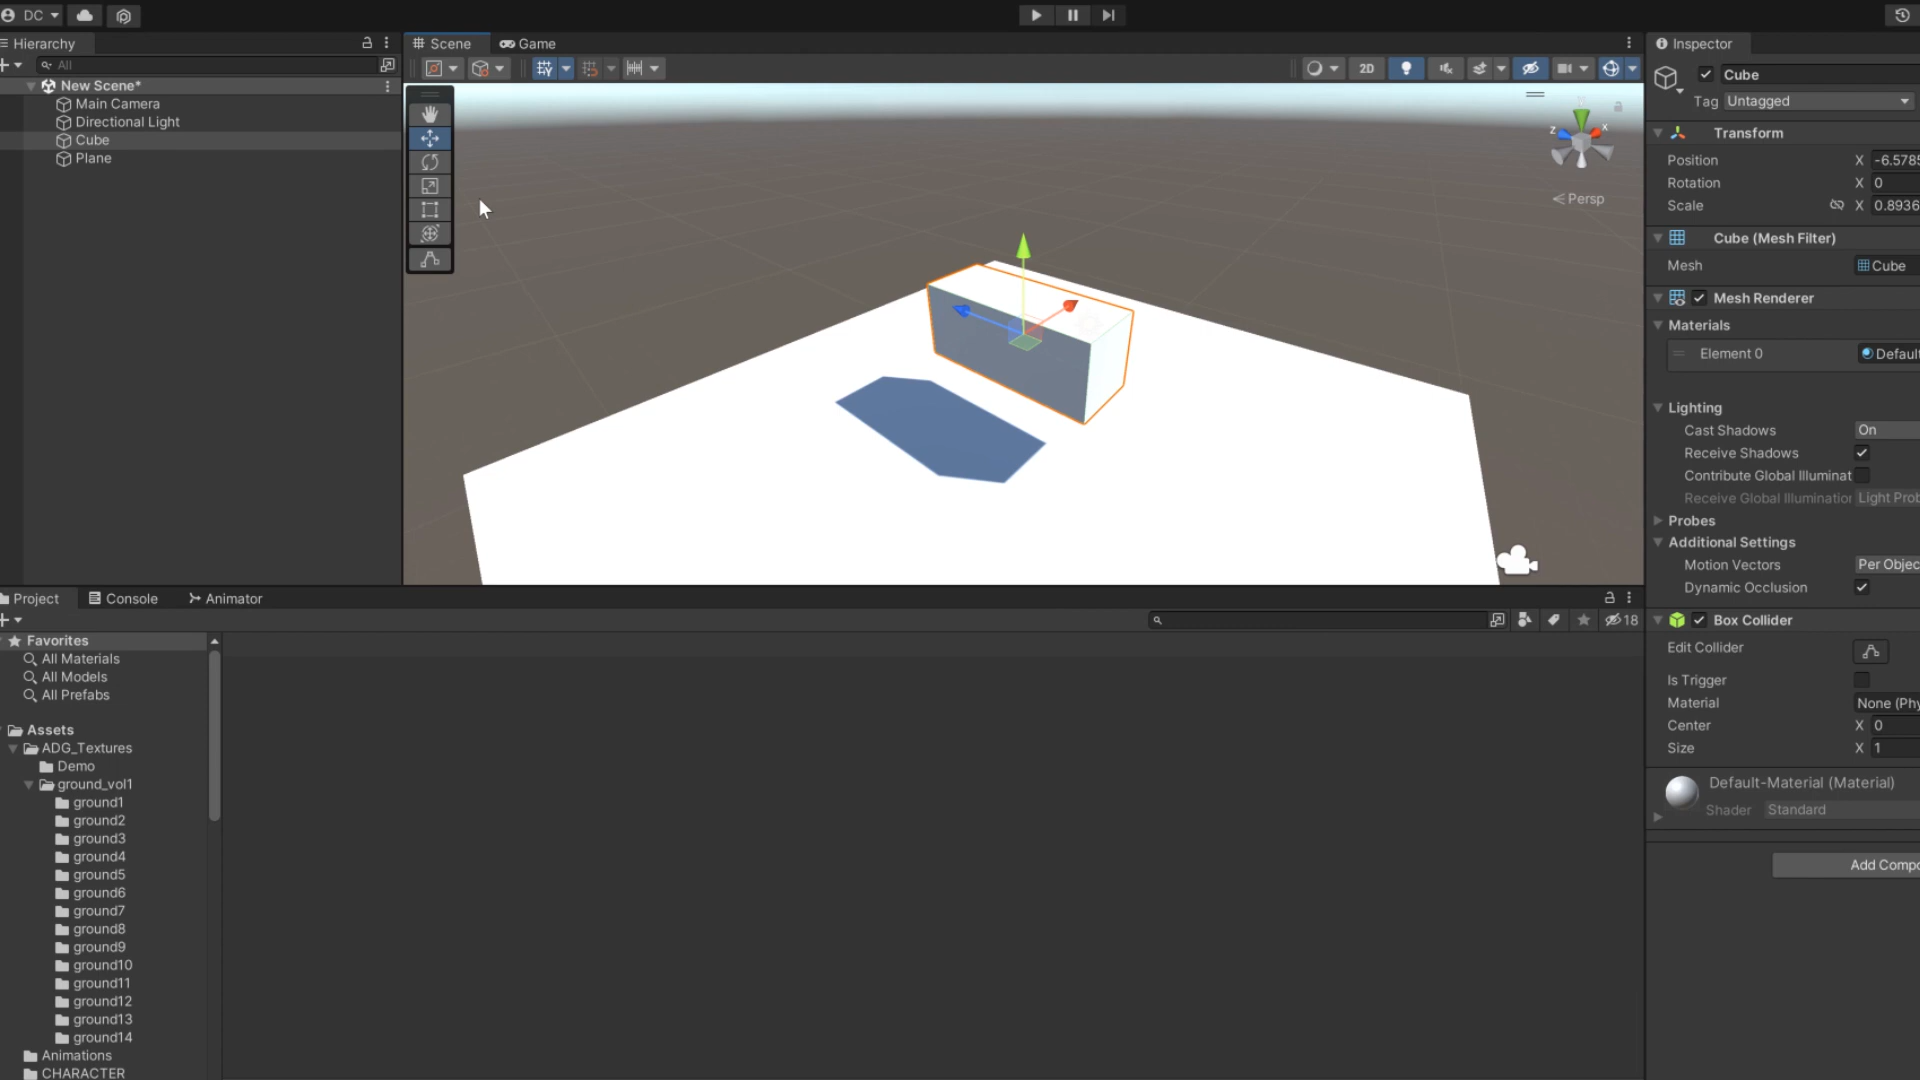 DC
Hierarchy
All
New Scene*
Main Camera
Directional Light
Cube
Plane
Scene
Game
2D
Y
Z
X
Persp
Inspector
Cube
Tag Untagged
Transform
Position X -6.5785
Rotation X 0
Scale X 0.8936
Cube (Mesh Filter)
Mesh Cube
Mesh Renderer
Materials
Element 0 Default
Lighting
Cast Shadows On
Receive Shadows
Contribute Global Illuminat
Receive Global Illumination Light Prob
Probes
Additional Settings
Motion Vectors Per Objec
Dynamic Occlusion
Box Collider
Edit Collider
Is Trigger
Material None (Phy
Center X 0
Size X 1
Default-Material (Material)
Shader Standard
Add Compo
Project
Console
Animator
18
Favorites
All Materials
All Models
All Prefabs
Assets
ADG_Textures
Demo
ground_vol1
ground1
ground2
ground3
ground4
ground5
ground6
ground7
ground8
ground9
ground10
ground11
ground12
ground13
ground14
Animations
CHARACTER